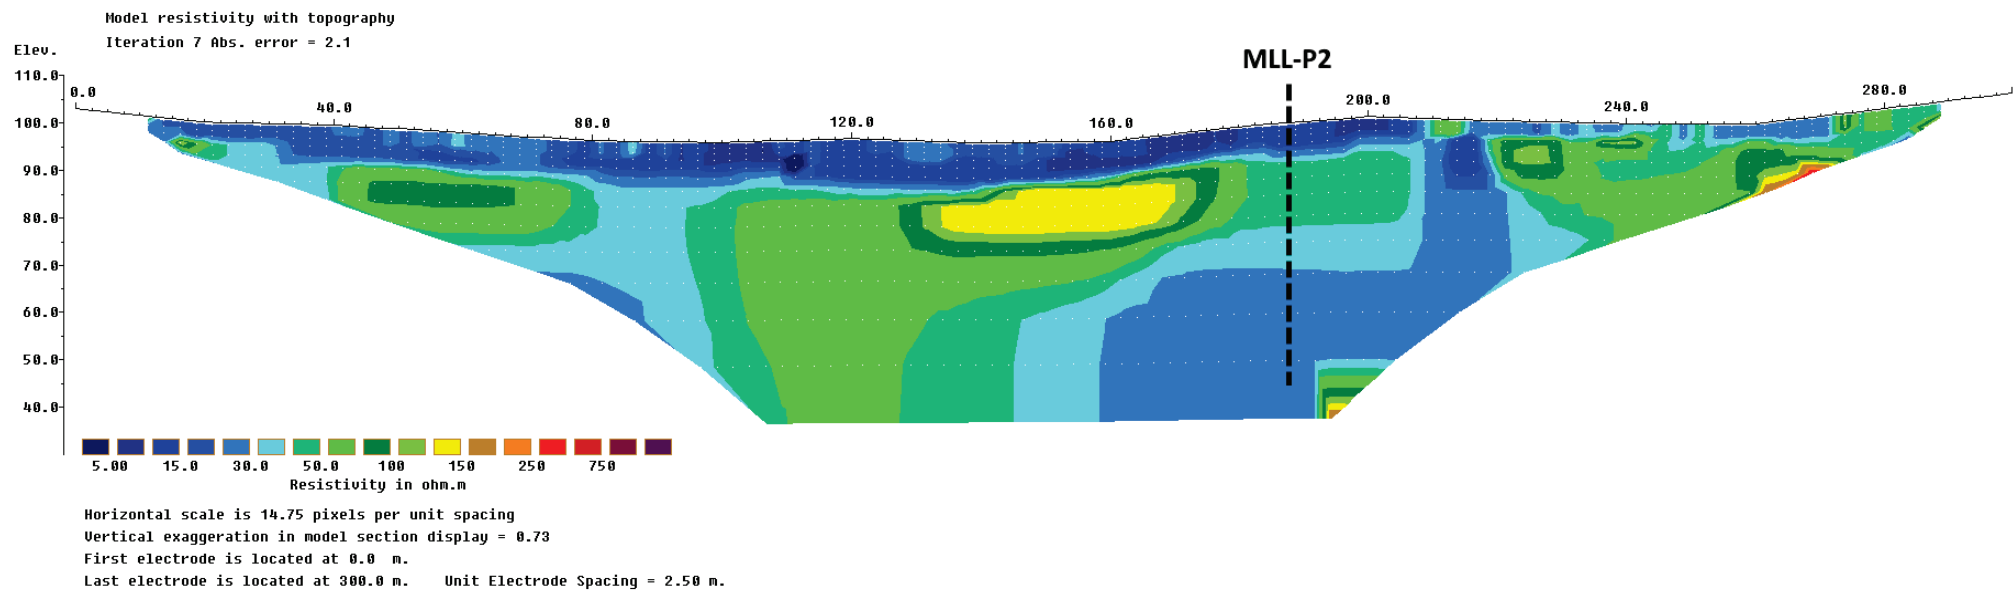 Model resistivity with topography
Iteration 7 Abs. error = 2.1
Elev.
MLL-P2
110.0
0.0
40.0
80.0
120.0
160.0
200.0
240.0
280.0
100.0
90.0
80.0
70.0
60.0
50.0
40.0
5.00 15.0 30.0 50.0 100 150 250 750
Resistivity in ohm.m
Horizontal scale is 14.75 pixels per unit spacing
Vertical exaggeration in model section display = 0.73
First electrode is located at 0.0 m.
Last electrode is located at 300.0 m. Unit Electrode Spacing = 2.50 m.